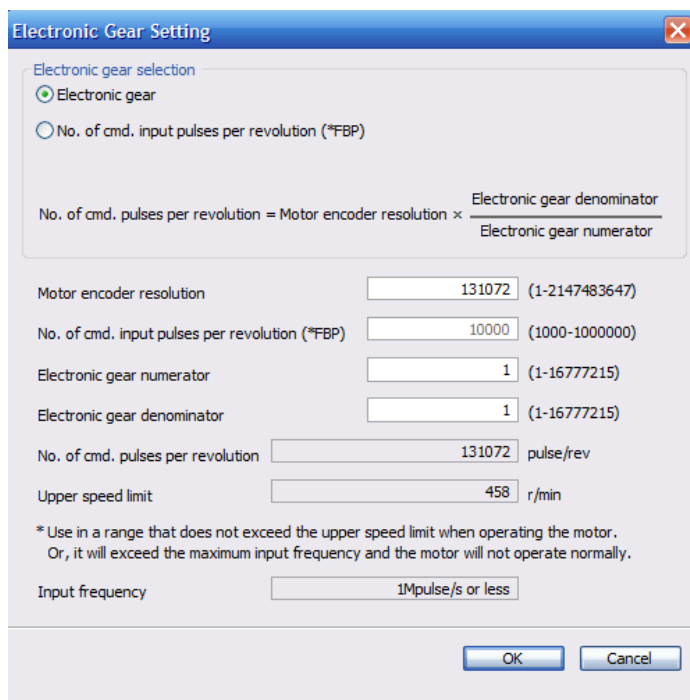 Electronic Gear Setting
Electronic gear selection
Electronic gear
No. of cmd. input pulses per revolution (*FBP)
No. of cmd. pulses per revolution = Motor encoder resolution × Electronic gear denominator
Electronic gear numerator
Motor encoder resolution 131072 (1-2147483647)
No. of cmd. input pulses per revolution (*FBP) 10000 (1000-1000000)
Electronic gear numerator 1 (1-16777215)
Electronic gear denominator 1 (1-16777215)
No. of cmd. pulses per revolution 131072 pulse/rev
Upper speed limit 458 r/min
* Use in a range that does not exceed the upper speed limit when operating the motor.
Or, it will exceed the maximum input frequency and the motor will not operate normally.
Input frequency 1Mpulse/s or less
OK Cancel